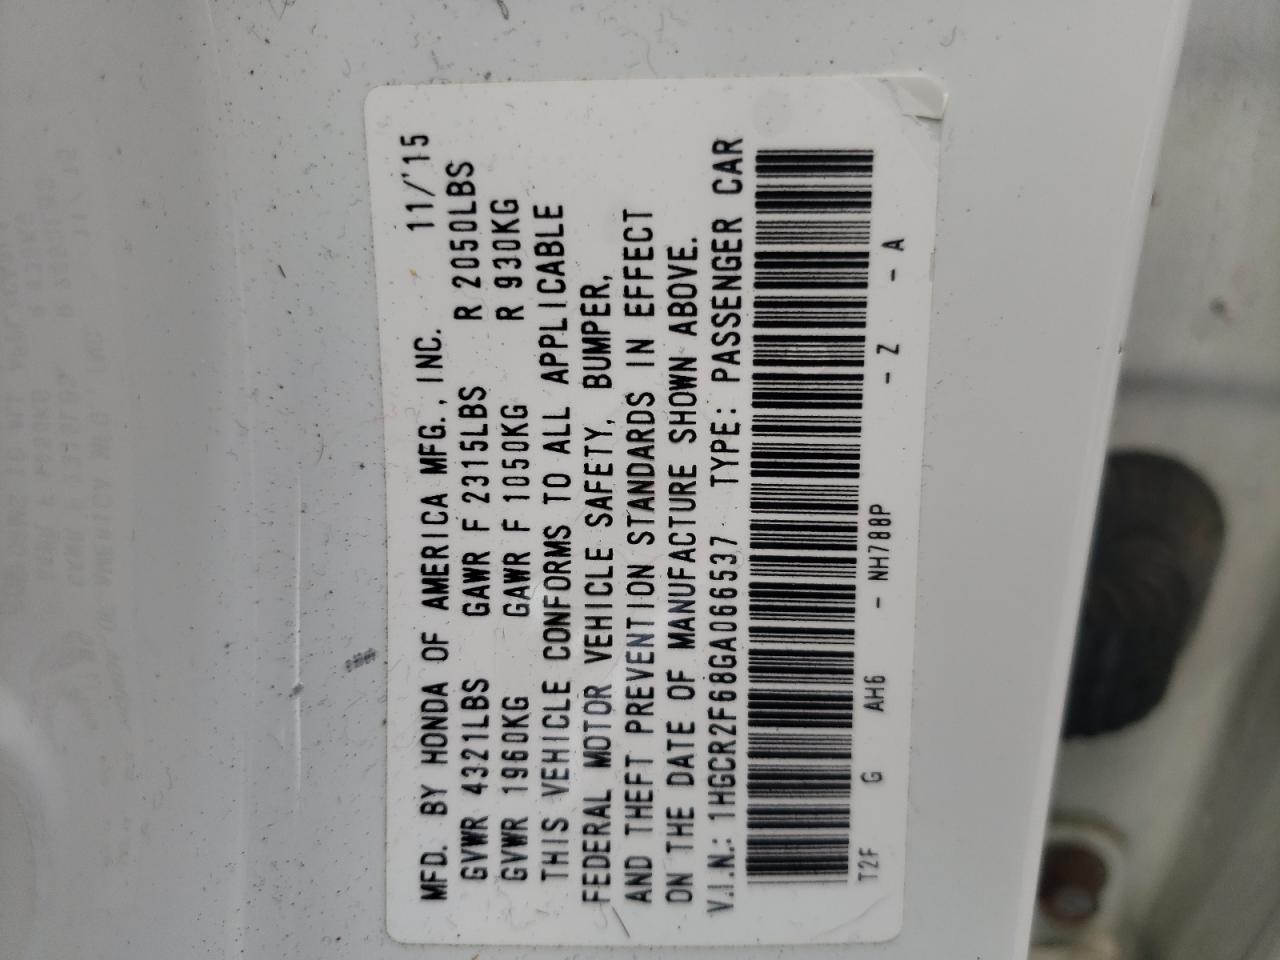 MFD. BY HONDA OF AMERICA MFG., INC. 11/'15
GVWR 4321LBS GAWR F 2315LBS R 2050LBS
GVWR 1960KG GAWR F 1050KG R 930KG
THIS VEHICLE CONFORMS TO ALL APPLICABLE
FEDERAL MOTOR VEHICLE SAFETY, BUMPER,
AND THEFT PREVENTION STANDARDS IN EFFECT
ON THE DATE OF MANUFACTURE SHOWN ABOVE.
V.I.N.: 1HGCR2F68GA066537 TYPE: PASSENGER CAR
T2F G AH6 - NH788P - Z - A